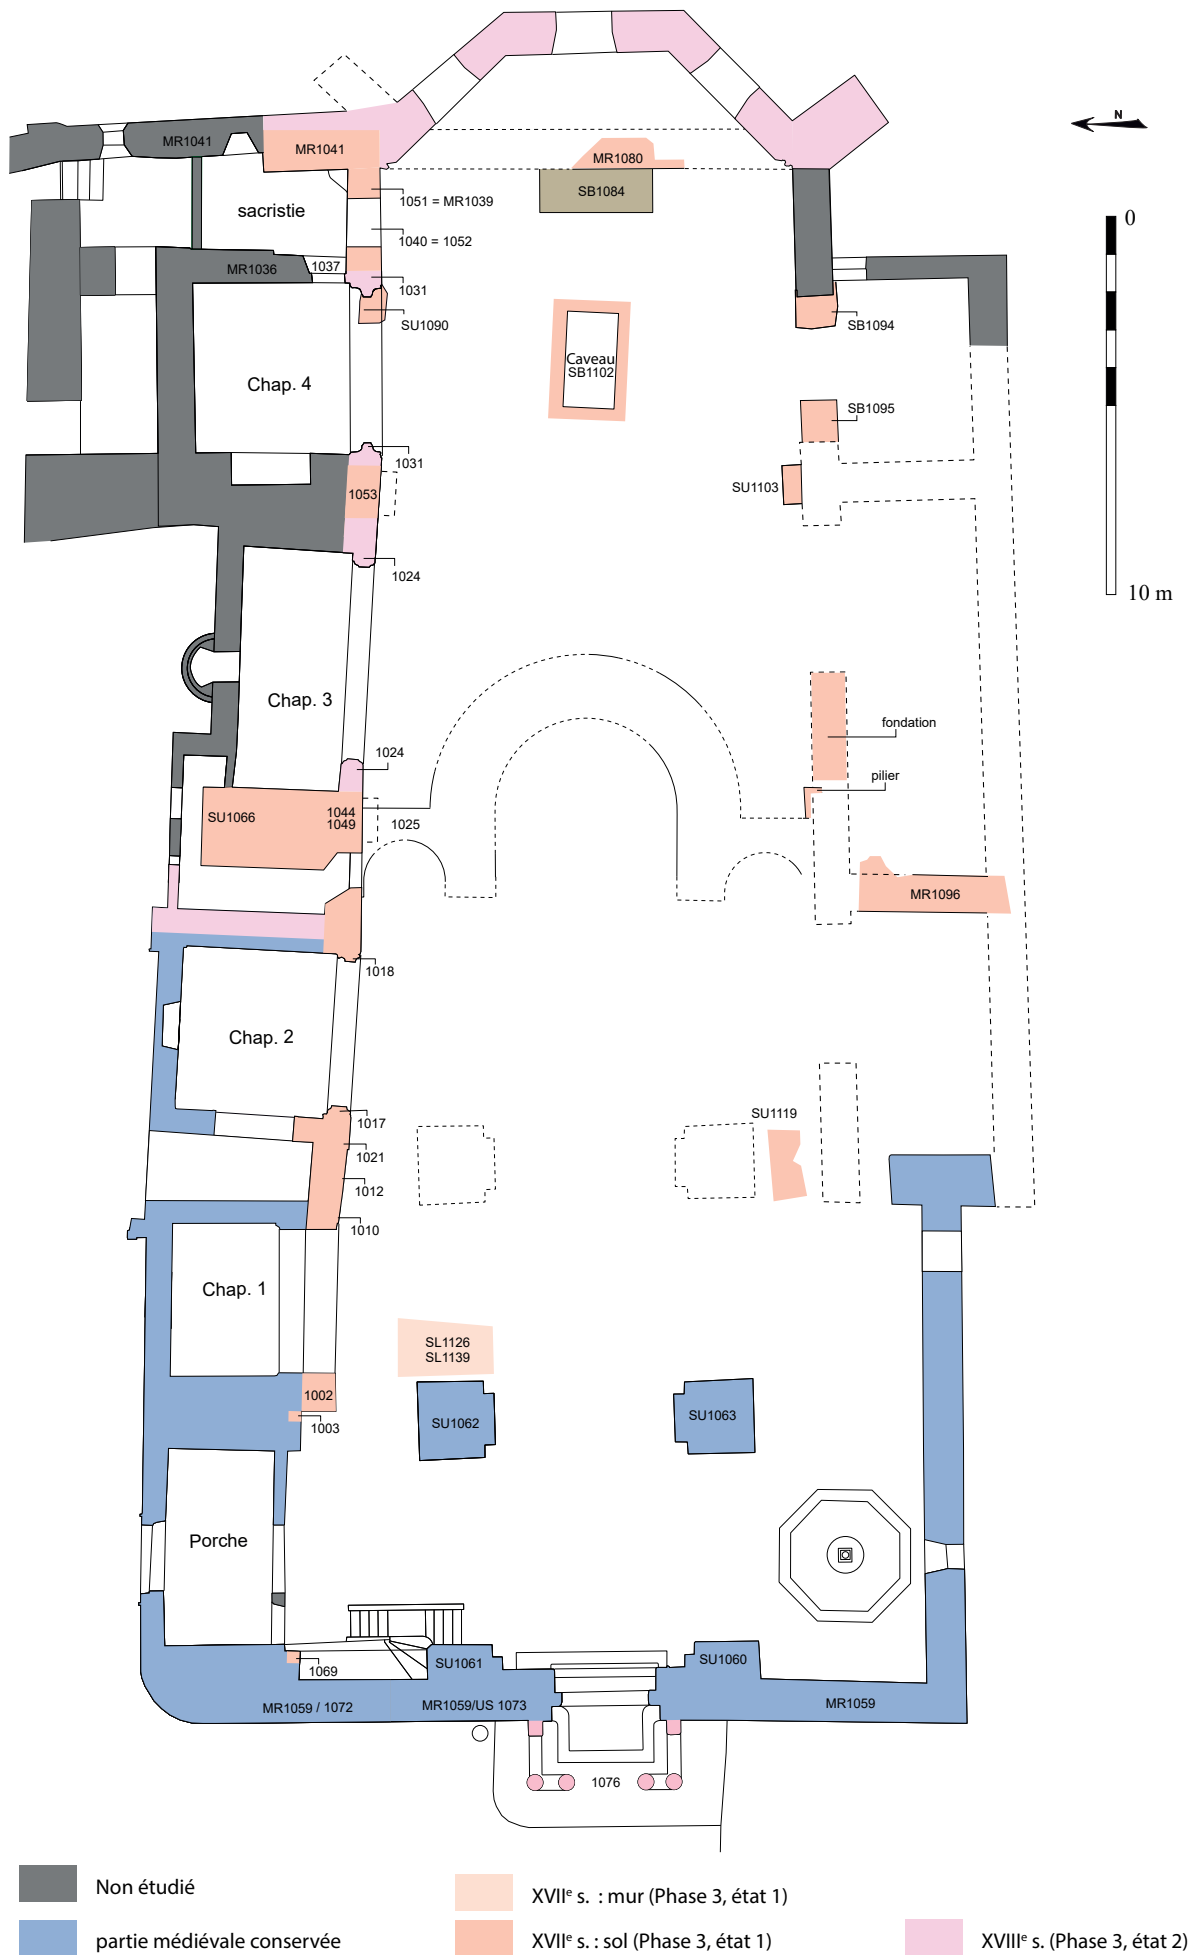 N
MR1041
MR1041
MR1080
SB1084
1051 = MR1039
sacristie
0
1040 = 1052
MR1036
1037
1031
SU1090
SB1094
Caveau
SB1102
Chap. 4
SB1095
1031
SU1103
1053
1024
10 m
Chap. 3
fondation
1024
pilier
SU1066
1044
1049
1025
MR1096
1018
Chap. 2
SU1119
1017
1021
1012
1010
Chap. 1
SL1126
SL1139
1002
1003
SU1062
SU1063
Porche
SU1061
SU1060
1069
MR1059 / 1072
MR1059/US 1073
MR1059
1076
Non étudié
XVIIe s. : mur (Phase 3, état 1)
partie médiévale conservée
XVIIe s. : sol (Phase 3, état 1)
XVIIIe s. (Phase 3, état 2)